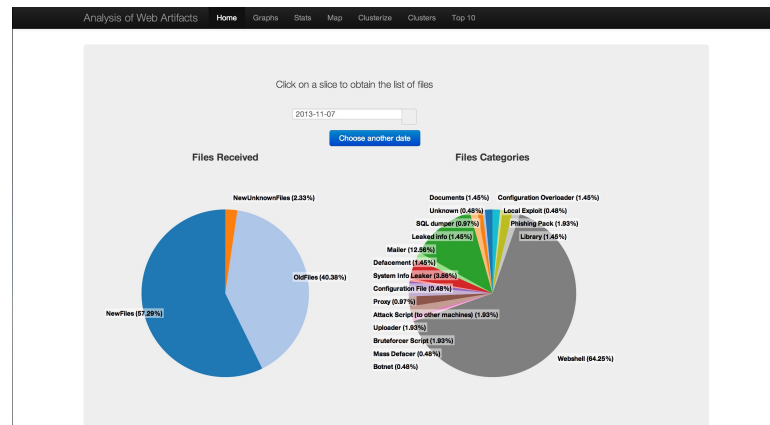 Analysis of Web Artifacts Home Graphs Stats Map Clusterize Clusters Top 10
Click on a slice to obtain the list of files
2013-11-07
Choose another date
Files Received
NewUnknownFiles (2.33%)
OldFiles (40.38%)
NewFiles (57.29%)
Files Categories
Documents (1.45%)
Configuration Overloader (1.45%)
Unknown (0.48%)
Local Exploit (0.48%)
SQL dumper (0.97%)
Phishing Pack (1.93%)
Leaked info (1.45%)
Library (1.45%)
Mailer (12.56%)
Defacement (1.45%)
System Info Leaker (3.86%)
Configuration File (0.48%)
Proxy (0.97%)
Attack Script (to other machines) (1.93%)
Uploader (1.93%)
Bruteforcer Script (1.93%)
Mass Defacer (0.48%)
Botnet (0.48%)
Webshell (64.25%)